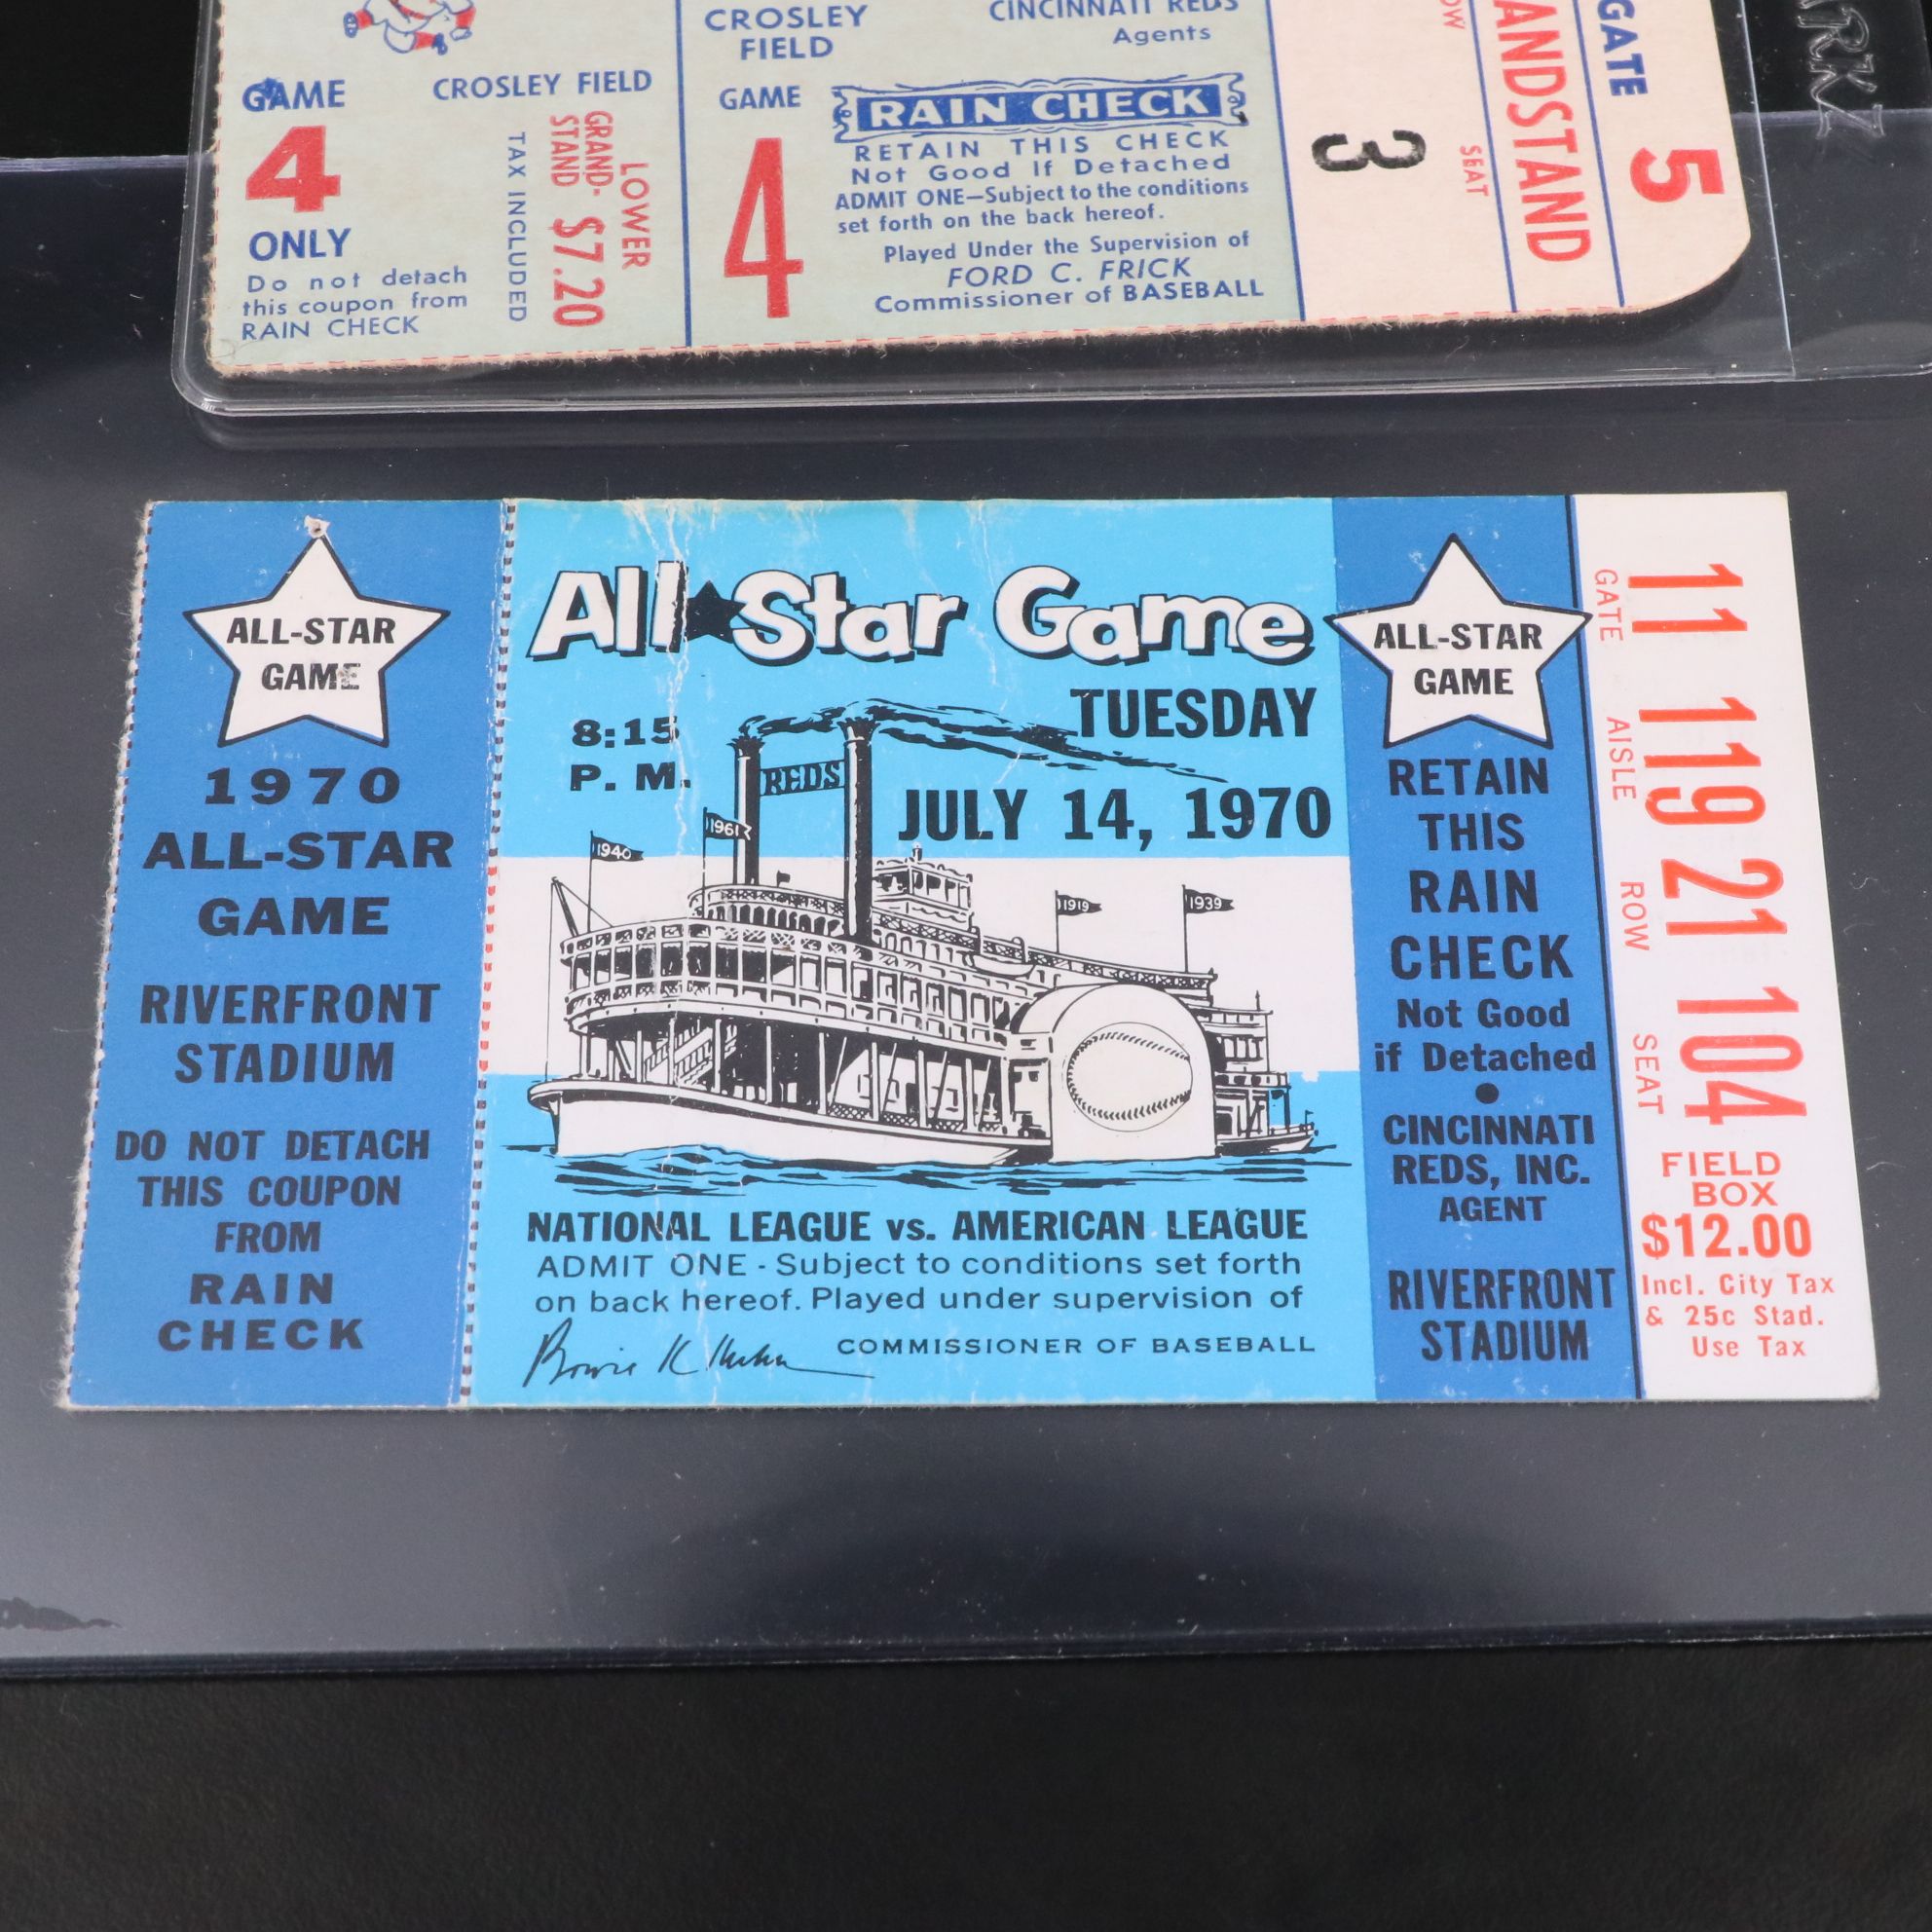 GAME
4
ONLY
Do not detach
this coupon from
RAIN CHECK
CROSLEY FIELD
LOWER
GRAND-
STAND $7.20
TAX INCLUDED
CROSLEY
FIELD
GAME
4
CINCINNATI REDS
Agents
RAIN CHECK
RETAIN THIS CHECK
Not Good If Detached
ADMIT ONE—Subject to the conditions
set forth on the back hereof.
Played Under the Supervision of
FORD C. FRICK
Commissioner of BASEBALL
3
SEAT
GATE
5
ALL-STAR
GAME
1970
ALL-STAR
GAME
RIVERFRONT
STADIUM
DO NOT DETACH
THIS COUPON
FROM
RAIN
CHECK
All★Star Game
8:15
P. M.
TUESDAY
JULY 14, 1970
REDS
1961
1940
1919
1939
NATIONAL LEAGUE vs. AMERICAN LEAGUE
ADMIT ONE - Subject to conditions set forth
on back hereof. Played under supervision of
Bowie K Kuhn COMMISSIONER OF BASEBALL
ALL-STAR
GAME
RETAIN
THIS
RAIN
CHECK
Not Good
if Detached
●
CINCINNATI
REDS, INC.
AGENT
RIVERFRONT
STADIUM
GATE 11
AISLE 119
ROW 21
SEAT 104
FIELD
BOX
$12.00
Incl. City Tax
& 25c Stad.
Use Tax